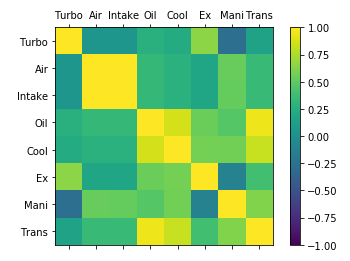 Turbo Air Intake Oil Cool Ex Mani Trans
Turbo
Air
Intake
Oil
Cool
Ex
Mani
Trans
1.00
0.75
0.50
0.25
0.00
−0.25
−0.50
−0.75
−1.00